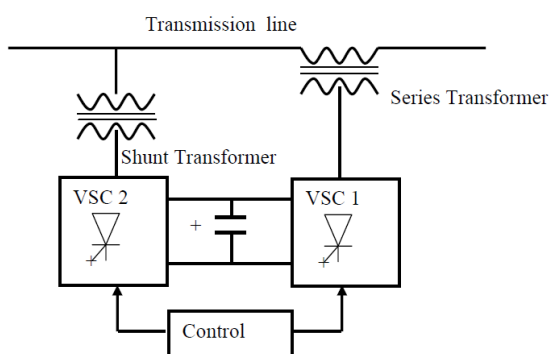 Transmission line
Series Transformer
Shunt Transformer
VSC 2
VSC 1
+
Control